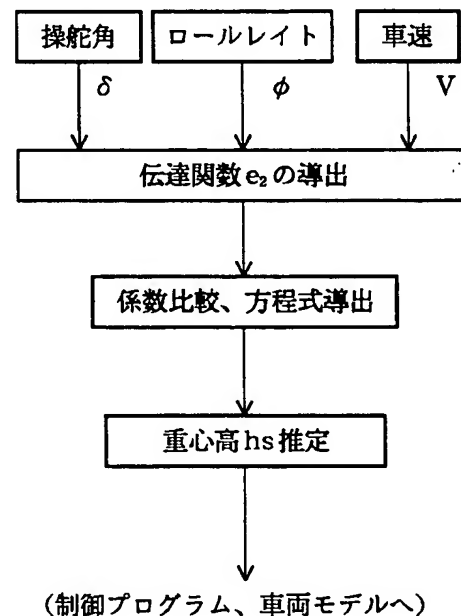 操舵角 ロールレイト 車速
δ φ V
伝達関数e₂の導出
係数比較、方程式導出
重心高hs推定
(制御プログラム、車両モデルへ)